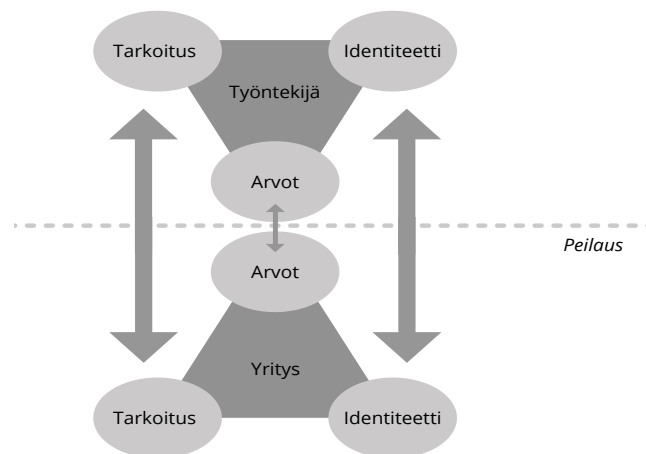 Tarkoitus
Identiteetti
Työntekijä
Arvot
Peilaus
Arvot
Yritys
Tarkoitus
Identiteetti